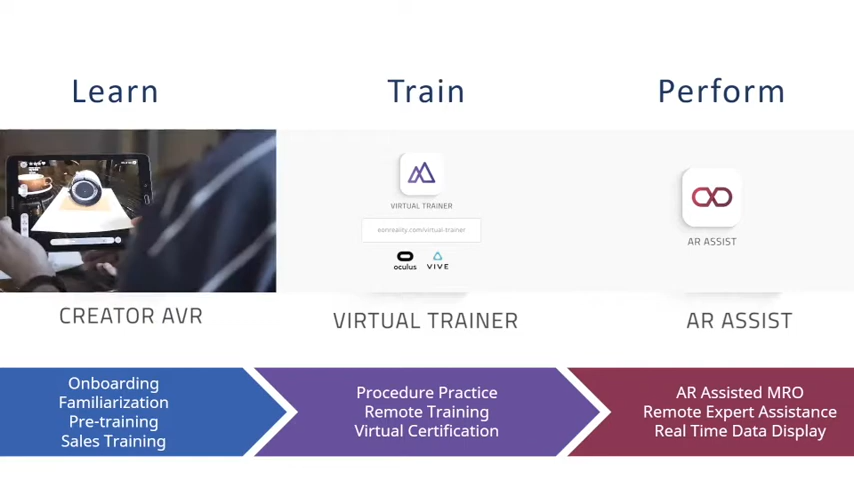 Learn
Train
Perform
VIRTUAL TRAINER
eonreality.com/virtual-trainer
oculus
VIVE
AR ASSIST
CREATOR AVR
VIRTUAL TRAINER
AR ASSIST
Onboarding
Familiarization
Pre-training
Sales Training
Procedure Practice
Remote Training
Virtual Certification
AR Assisted MRO
Remote Expert Assistance
Real Time Data Display